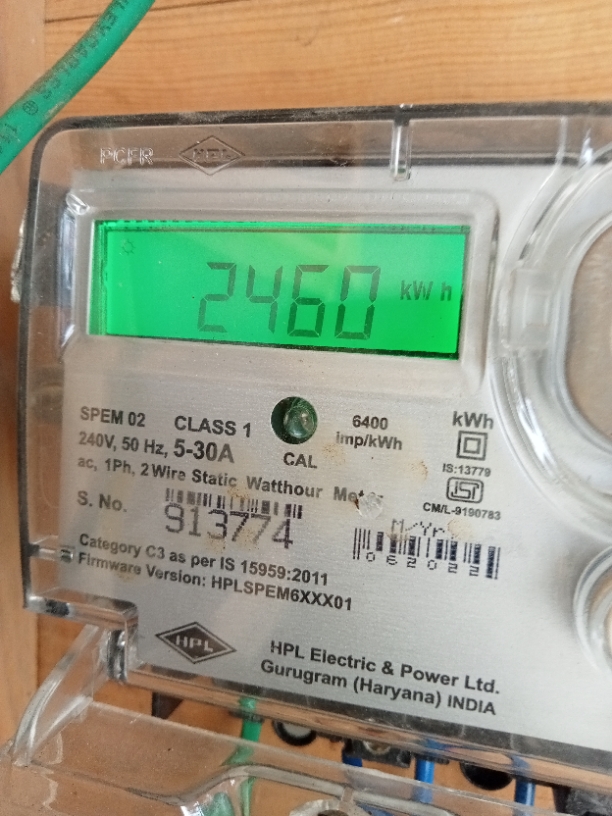 PCFR HPL
2460 kWh
SPEM 02 CLASS 1
240V, 50 Hz, 5-30A
ac, 1Ph, 2 Wire Static Watthour Meter
CAL
6400
imp/kWh
kWh
IS:13779
ISI
CM/L-9190783
S. No.
913774
M/Yr
062022
Category C3 as per IS 15959:2011
Firmware Version: HPLSPEM6XXX01
HPL
HPL Electric & Power Ltd.
Gurugram (Haryana) INDIA